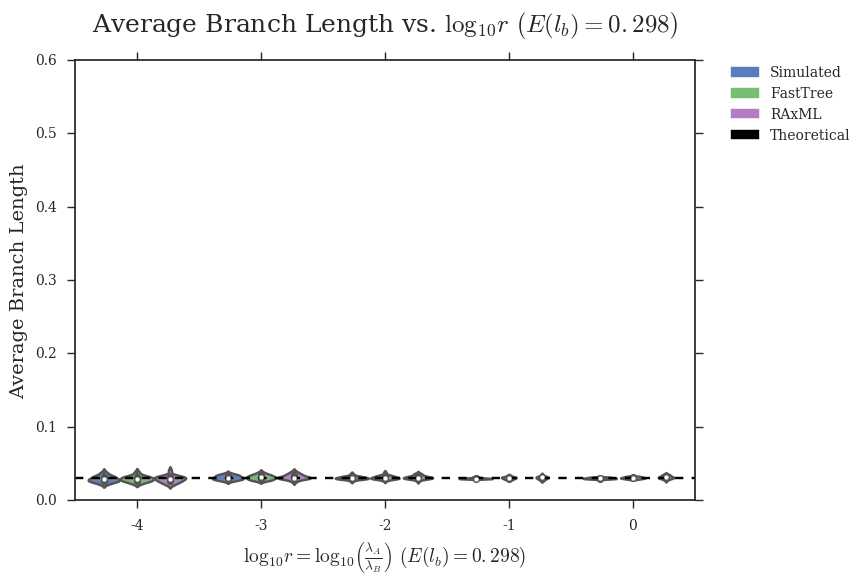 Average Branch Length vs. log₁₀r (E(l_b)=0.298)
Simulated
FastTree
RAxML
Theoretical
Average Branch Length
0.6
0.5
0.4
0.3
0.2
0.1
0.0
-4 -3 -2 -1 0
log₁₀r = log₁₀(λ_A/λ_B) (E(l_b)=0.298)